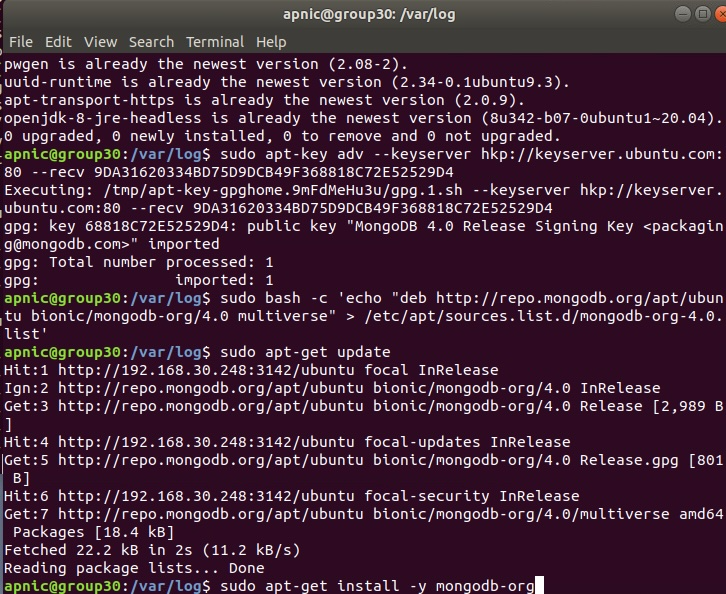 apnic@group30: /var/log
File Edit View Search Terminal Help
pwgen is already the newest version (2.08-2).
uuid-runtime is already the newest version (2.34-0.1ubuntu9.3).
apt-transport-https is already the newest version (2.0.9).
openjdk-8-jre-headless is already the newest version (8u342-b07-0ubuntu1~20.04).
0 upgraded, 0 newly installed, 0 to remove and 0 not upgraded.
apnic@group30:/var/log$ sudo apt-key adv --keyserver hkp://keyserver.ubuntu.com:
80 --recv 9DA31620334BD75D9DCB49F368818C72E52529D4
Executing: /tmp/apt-key-gpghome.9mFdMeHu3u/gpg.1.sh --keyserver hkp://keyserver.
ubuntu.com:80 --recv 9DA31620334BD75D9DCB49F368818C72E52529D4
gpg: key 68818C72E52529D4: public key "MongoDB 4.0 Release Signing Key <packagin
g@mongodb.com>" imported
gpg: Total number processed: 1
gpg:               imported: 1
apnic@group30:/var/log$ sudo bash -c 'echo "deb http://repo.mongodb.org/apt/ubun
tu bionic/mongodb-org/4.0 multiverse" > /etc/apt/sources.list.d/mongodb-org-4.0.
list'
apnic@group30:/var/log$ sudo apt-get update
Hit:1 http://192.168.30.248:3142/ubuntu focal InRelease
Ign:2 http://repo.mongodb.org/apt/ubuntu bionic/mongodb-org/4.0 InRelease
Get:3 http://repo.mongodb.org/apt/ubuntu bionic/mongodb-org/4.0 Release [2,989 B
]
Hit:4 http://192.168.30.248:3142/ubuntu focal-updates InRelease
Get:5 http://repo.mongodb.org/apt/ubuntu bionic/mongodb-org/4.0 Release.gpg [801
 B]
Hit:6 http://192.168.30.248:3142/ubuntu focal-security InRelease
Get:7 http://repo.mongodb.org/apt/ubuntu bionic/mongodb-org/4.0/multiverse amd64
 Packages [18.4 kB]
Fetched 22.2 kB in 2s (11.2 kB/s)
Reading package lists... Done
apnic@group30:/var/log$ sudo apt-get install -y mongodb-org